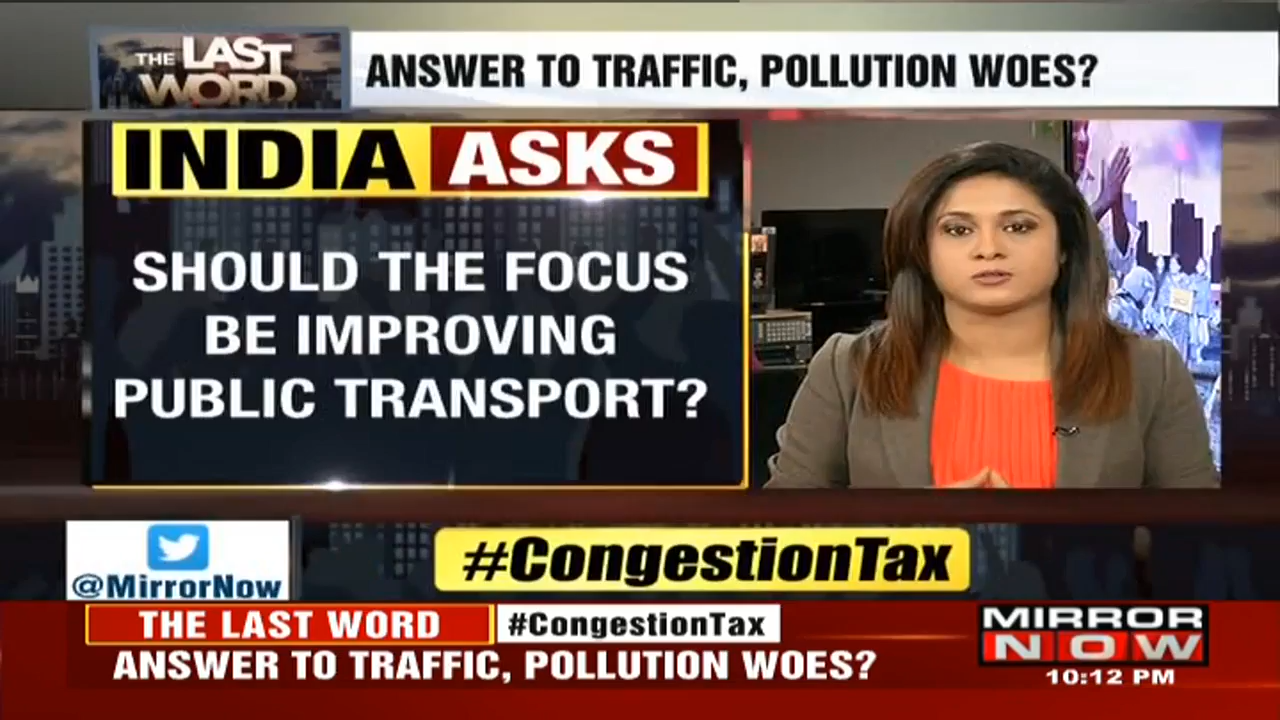 THE LAST WORD
ANSWER TO TRAFFIC, POLLUTION WOES?
INDIA ASKS
SHOULD THE FOCUS
BE IMPROVING
PUBLIC TRANSPORT?
@MirrorNow
#CongestionTax
THE LAST WORD
#CongestionTax
ANSWER TO TRAFFIC, POLLUTION WOES?
MIRROR
NOW
10:12 PM